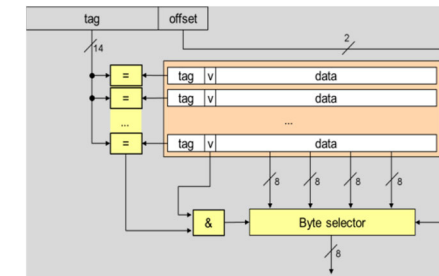 tag offset
2
14
= tag v data
= tag v data
... ...
= tag v data
8 8 8 8
& Byte selector
8